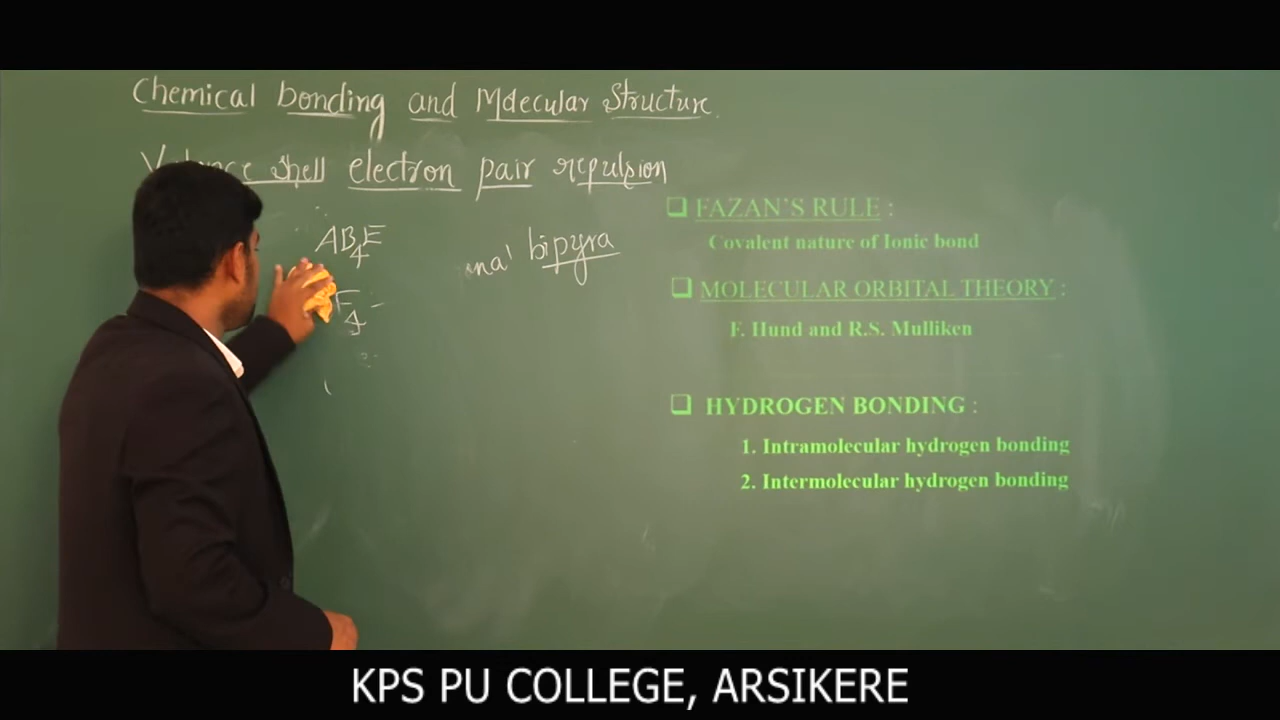 Chemical bonding and Molecular Structure.
shell electron pair repulsion
AB4E
bipyra
F4
❑ FAZAN'S RULE :
Covalent nature of Ionic bond
❑ MOLECULAR ORBITAL THEORY :
F. Hund and R.S. Mulliken
❑ HYDROGEN BONDING :
1. Intramolecular hydrogen bonding
2. Intermolecular hydrogen bonding
KPS PU COLLEGE, ARSIKERE